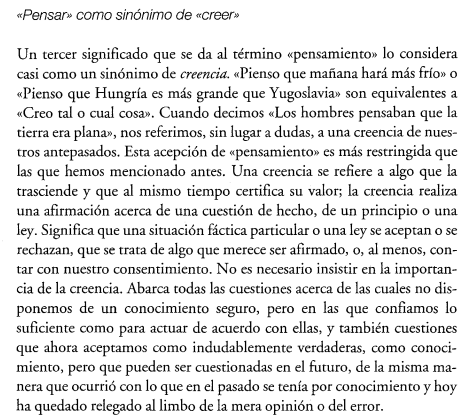 «Pensar» como sinónimo de «creer»
Un tercer significado que se da al término «pensamiento» lo considera
casi como un sinónimo de creencia. «Pienso que mañana hará más frío» o
«Pienso que Hungría es más grande que Yugoslavia» son equivalentes a
«Creo tal o cual cosa». Cuando decimos «Los hombres pensaban que la
tierra era plana», nos referimos, sin lugar a dudas, a una creencia de nues-
tros antepasados. Esta acepción de «pensamiento» es más restringida que
las que hemos mencionado antes. Una creencia se refiere a algo que la
trasciende y que al mismo tiempo certifica su valor; la creencia realiza
una afirmación acerca de una cuestión de hecho, de un principio o una
ley. Significa que una situación fáctica particular o una ley se aceptan o se
rechazan, que se trata de algo que merece ser afirmado, o, al menos, con-
tar con nuestro consentimiento. No es necesario insistir en la importan-
cia de la creencia. Abarca todas las cuestiones acerca de las cuales no dis-
ponemos de un conocimiento seguro, pero en las que confiamos lo
suficiente como para actuar de acuerdo con ellas, y también cuestiones
que ahora aceptamos como indudablemente verdaderas, como conoci-
miento, pero que pueden ser cuestionadas en el futuro, de la misma ma-
nera que ocurrió con lo que en el pasado se tenía por conocimiento y hoy
ha quedado relegado al limbo de la mera opinión o del error.